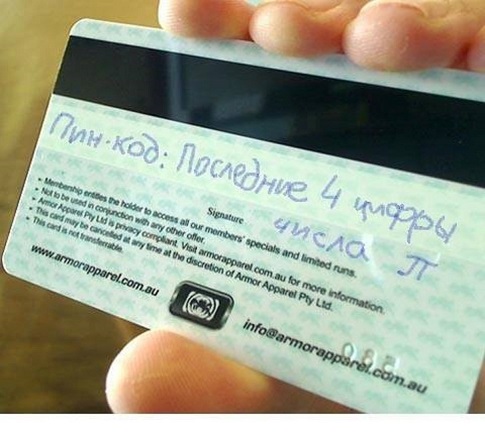 Пин-код: Последние 4 цифры
числа π
Signature
Membership entitles the holder to access all our members' specials and limited runs.
Not to be used in conjunction with any other offer.
Armor Apparel Pty Ltd is privacy compliant. Visit armorapparel.com.au for more information.
This card may be cancelled at any time at the discretion of Armor Apparel Pty Ltd.
This card is not transferrable.
www.armorapparel.com.au
info@armorapparel.com.au